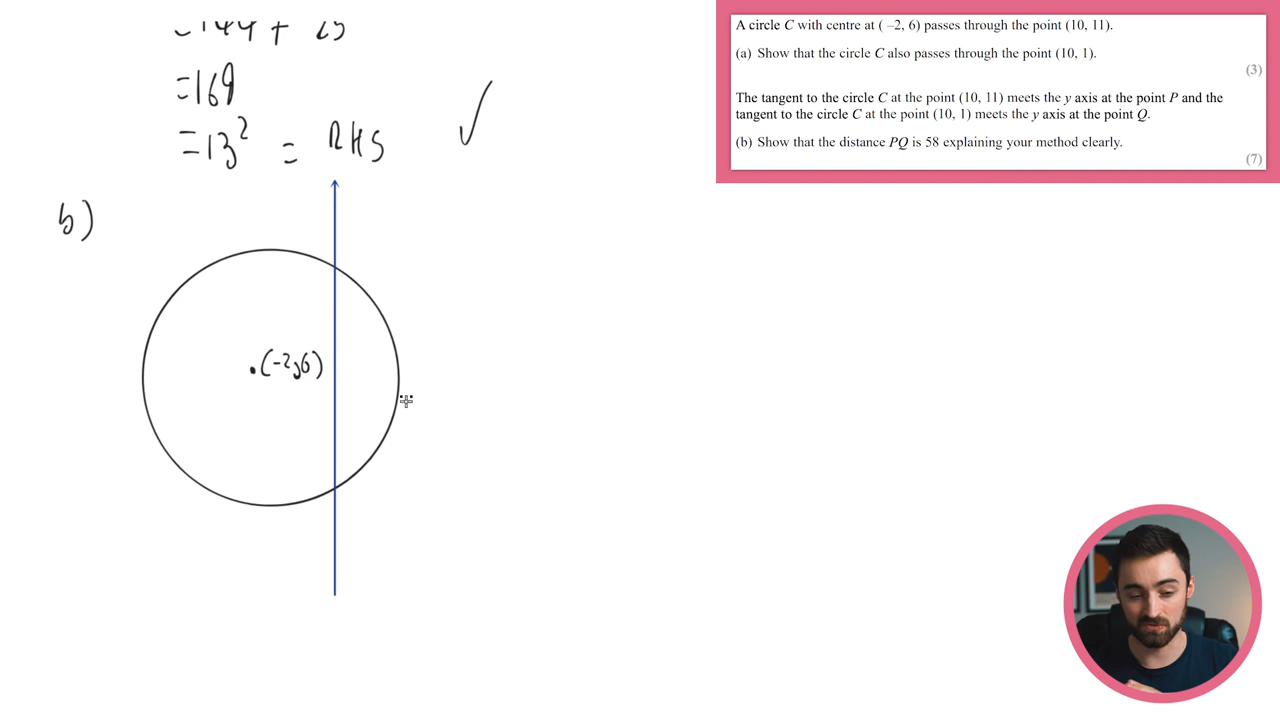 =169
=13² = RHS
b)
.(-2,6)
A circle C with centre at ( –2, 6) passes through the point (10, 11).
(a) Show that the circle C also passes through the point (10, 1).
(3)
The tangent to the circle C at the point (10, 11) meets the y axis at the point P and the
tangent to the circle C at the point (10, 1) meets the y axis at the point Q.
(b) Show that the distance PQ is 58 explaining your method clearly.
(7)